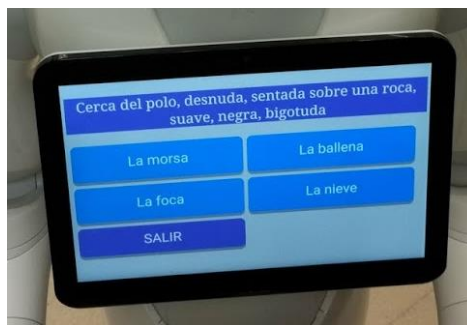 Cerca del polo, desnuda, sentada sobre una roca,
suave, negra, bigotuda
La morsa
La ballena
La foca
La nieve
SALIR